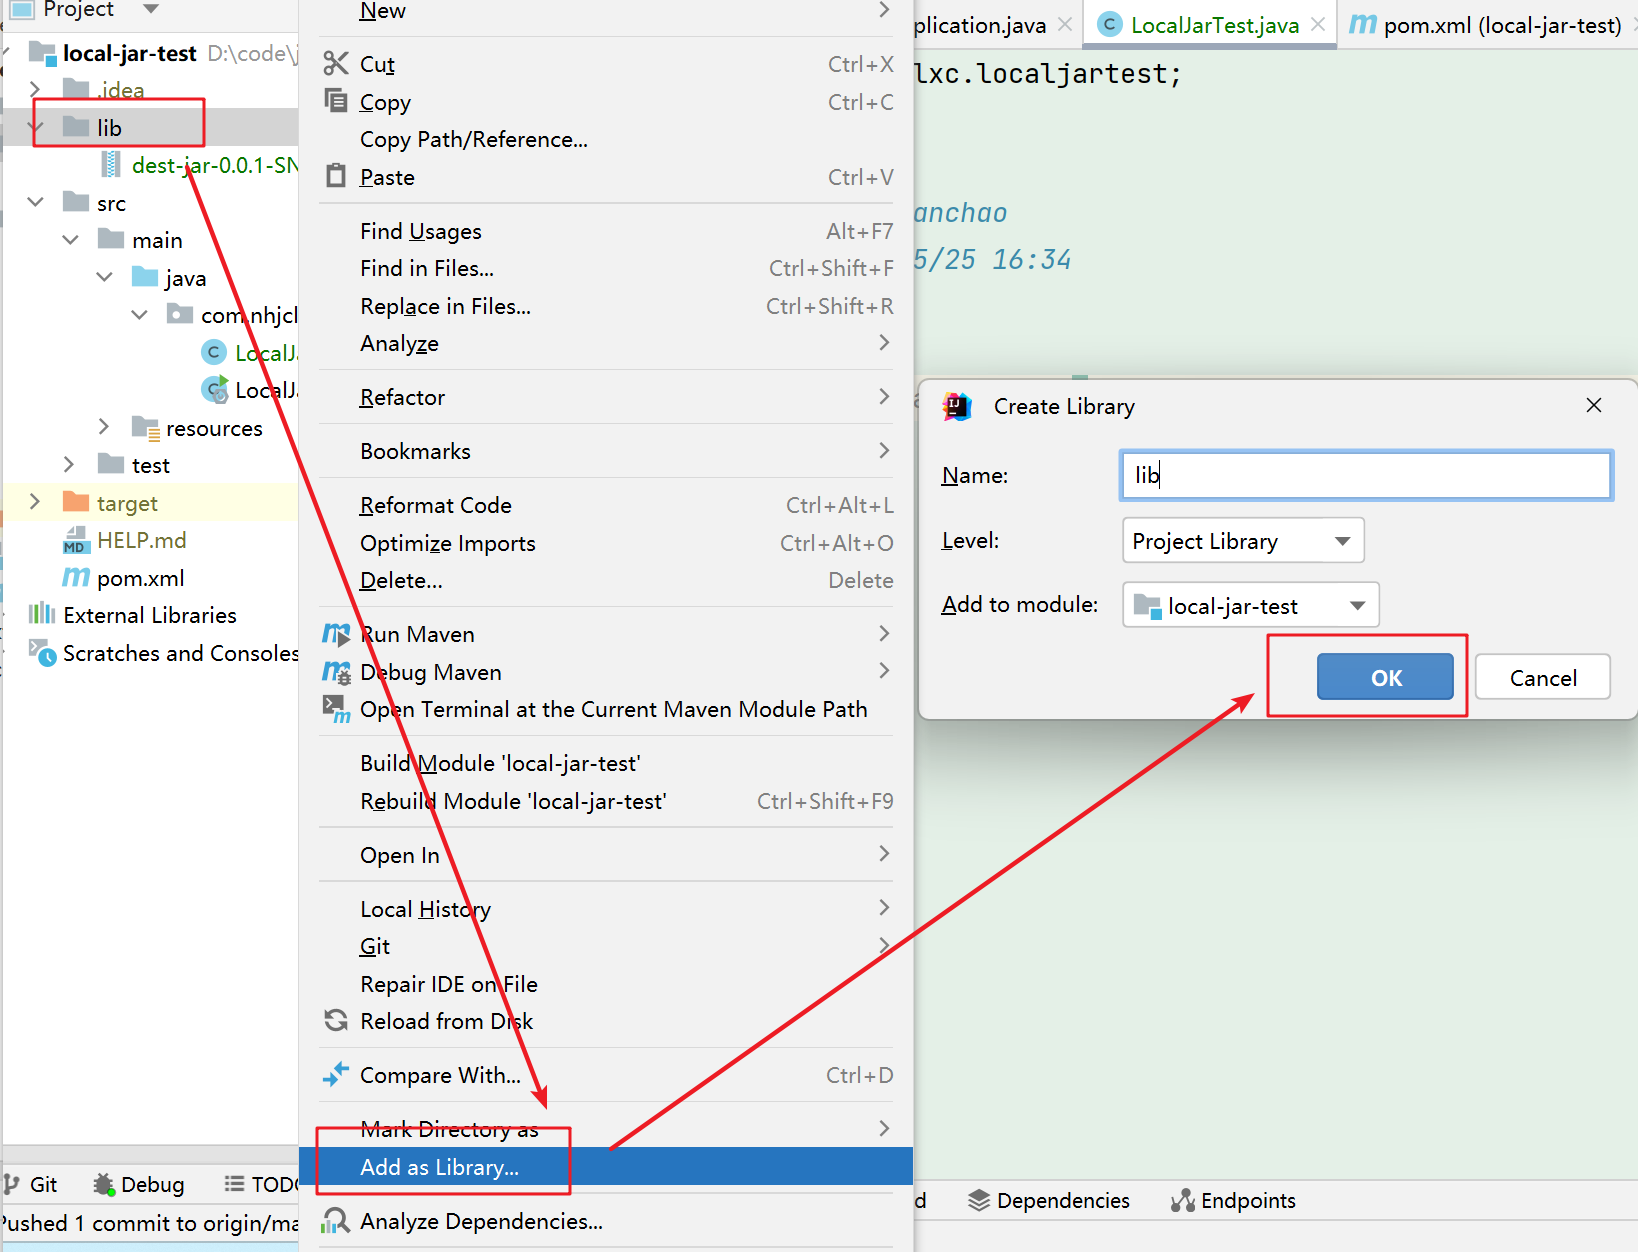 Project
local-jar-test D:\code\j
.idea
lib
dest-jar-0.0.1-SN
src
main
java
com.nhjcl
LocalJa
LocalJa
resources
test
target
HELP.md
pom.xml
External Libraries
Scratches and Consoles
Git Debug TODO
Pushed 1 commit to origin/ma
New
Cut Ctrl+X
Copy Ctrl+C
Copy Path/Reference...
Paste Ctrl+V
Find Usages Alt+F7
Find in Files... Ctrl+Shift+F
Replace in Files... Ctrl+Shift+R
Analyze
Refactor
Bookmarks
Reformat Code Ctrl+Alt+L
Optimize Imports Ctrl+Alt+O
Delete... Delete
Run Maven
Debug Maven
Open Terminal at the Current Maven Module Path
Build Module 'local-jar-test'
Rebuild Module 'local-jar-test' Ctrl+Shift+F9
Open In
Local History
Git
Repair IDE on File
Reload from Disk
Compare With... Ctrl+D
Mark Directory as
Add as Library...
Analyze Dependencies...
plication.java LocalJarTest.java pom.xml (local-jar-test)
lxc.localjartest;
anchao
5/25 16:34
Create Library
Name: lib
Level: Project Library
Add to module: local-jar-test
OK Cancel
d Dependencies Endpoints